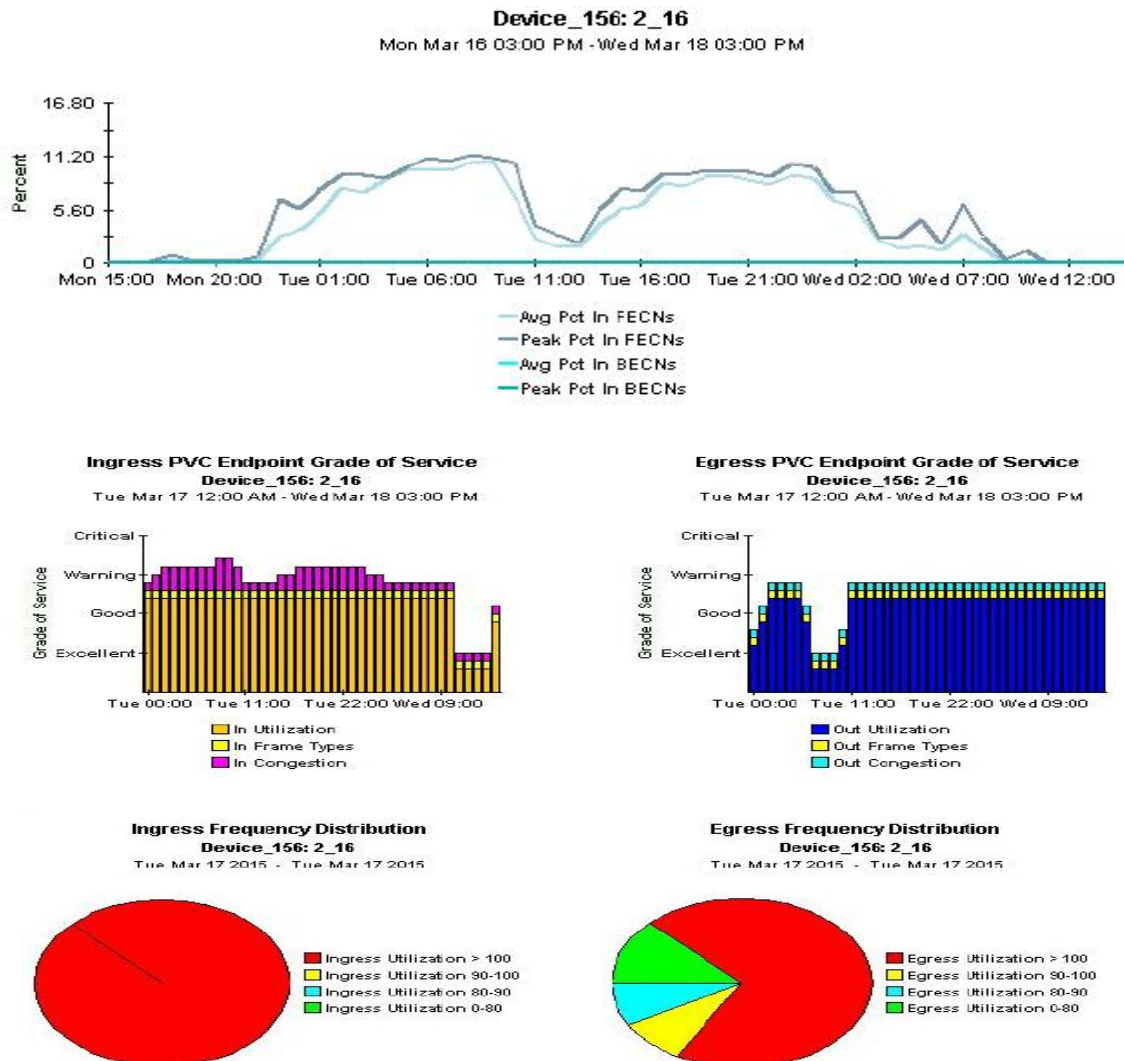 Device_156: 2_16
Mon Mar 16 03:00 PM - Wed Mar 18 03:00 PM
Percent
16.80
11.20
5.60
0
Mon 15:00 Mon 20:00 Tue 01:00 Tue 06:00 Tue 11:00 Tue 16:00 Tue 21:00 Wed 02:00 Wed 07:00 Wed 12:00
Avg Pct In FECNs
Peak Pct In FECNs
Avg Pct In BECNs
Peak Pct In BECNs
Ingress PVC Endpoint Grade of Service
Device_156: 2_16
Tue Mar 17 12:00 AM - Wed Mar 18 03:00 PM
Grade of Service
Critical
Warning
Good
Excellent
Tue 00:00 Tue 11:00 Tue 22:00 Wed 09:00
In Utilization
In Frame Types
In Congestion
Egress PVC Endpoint Grade of Service
Device_156: 2_16
Tue Mar 17 12:00 AM - Wed Mar 18 03:00 PM
Grade of Service
Critical
Warning
Good
Excellent
Tue 00:00 Tue 11:00 Tue 22:00 Wed 09:00
Out Utilization
Out Frame Types
Out Congestion
Ingress Frequency Distribution
Device_156: 2_16
Tue Mar 17 2015 - Tue Mar 17 2015
Ingress Utilization > 100
Ingress Utilization 90-100
Ingress Utilization 80-90
Ingress Utilization 0-80
Egress Frequency Distribution
Device_156: 2_16
Tue Mar 17 2015 - Tue Mar 17 2015
Egress Utilization > 100
Egress Utilization 90-100
Egress Utilization 80-90
Egress Utilization 0-80